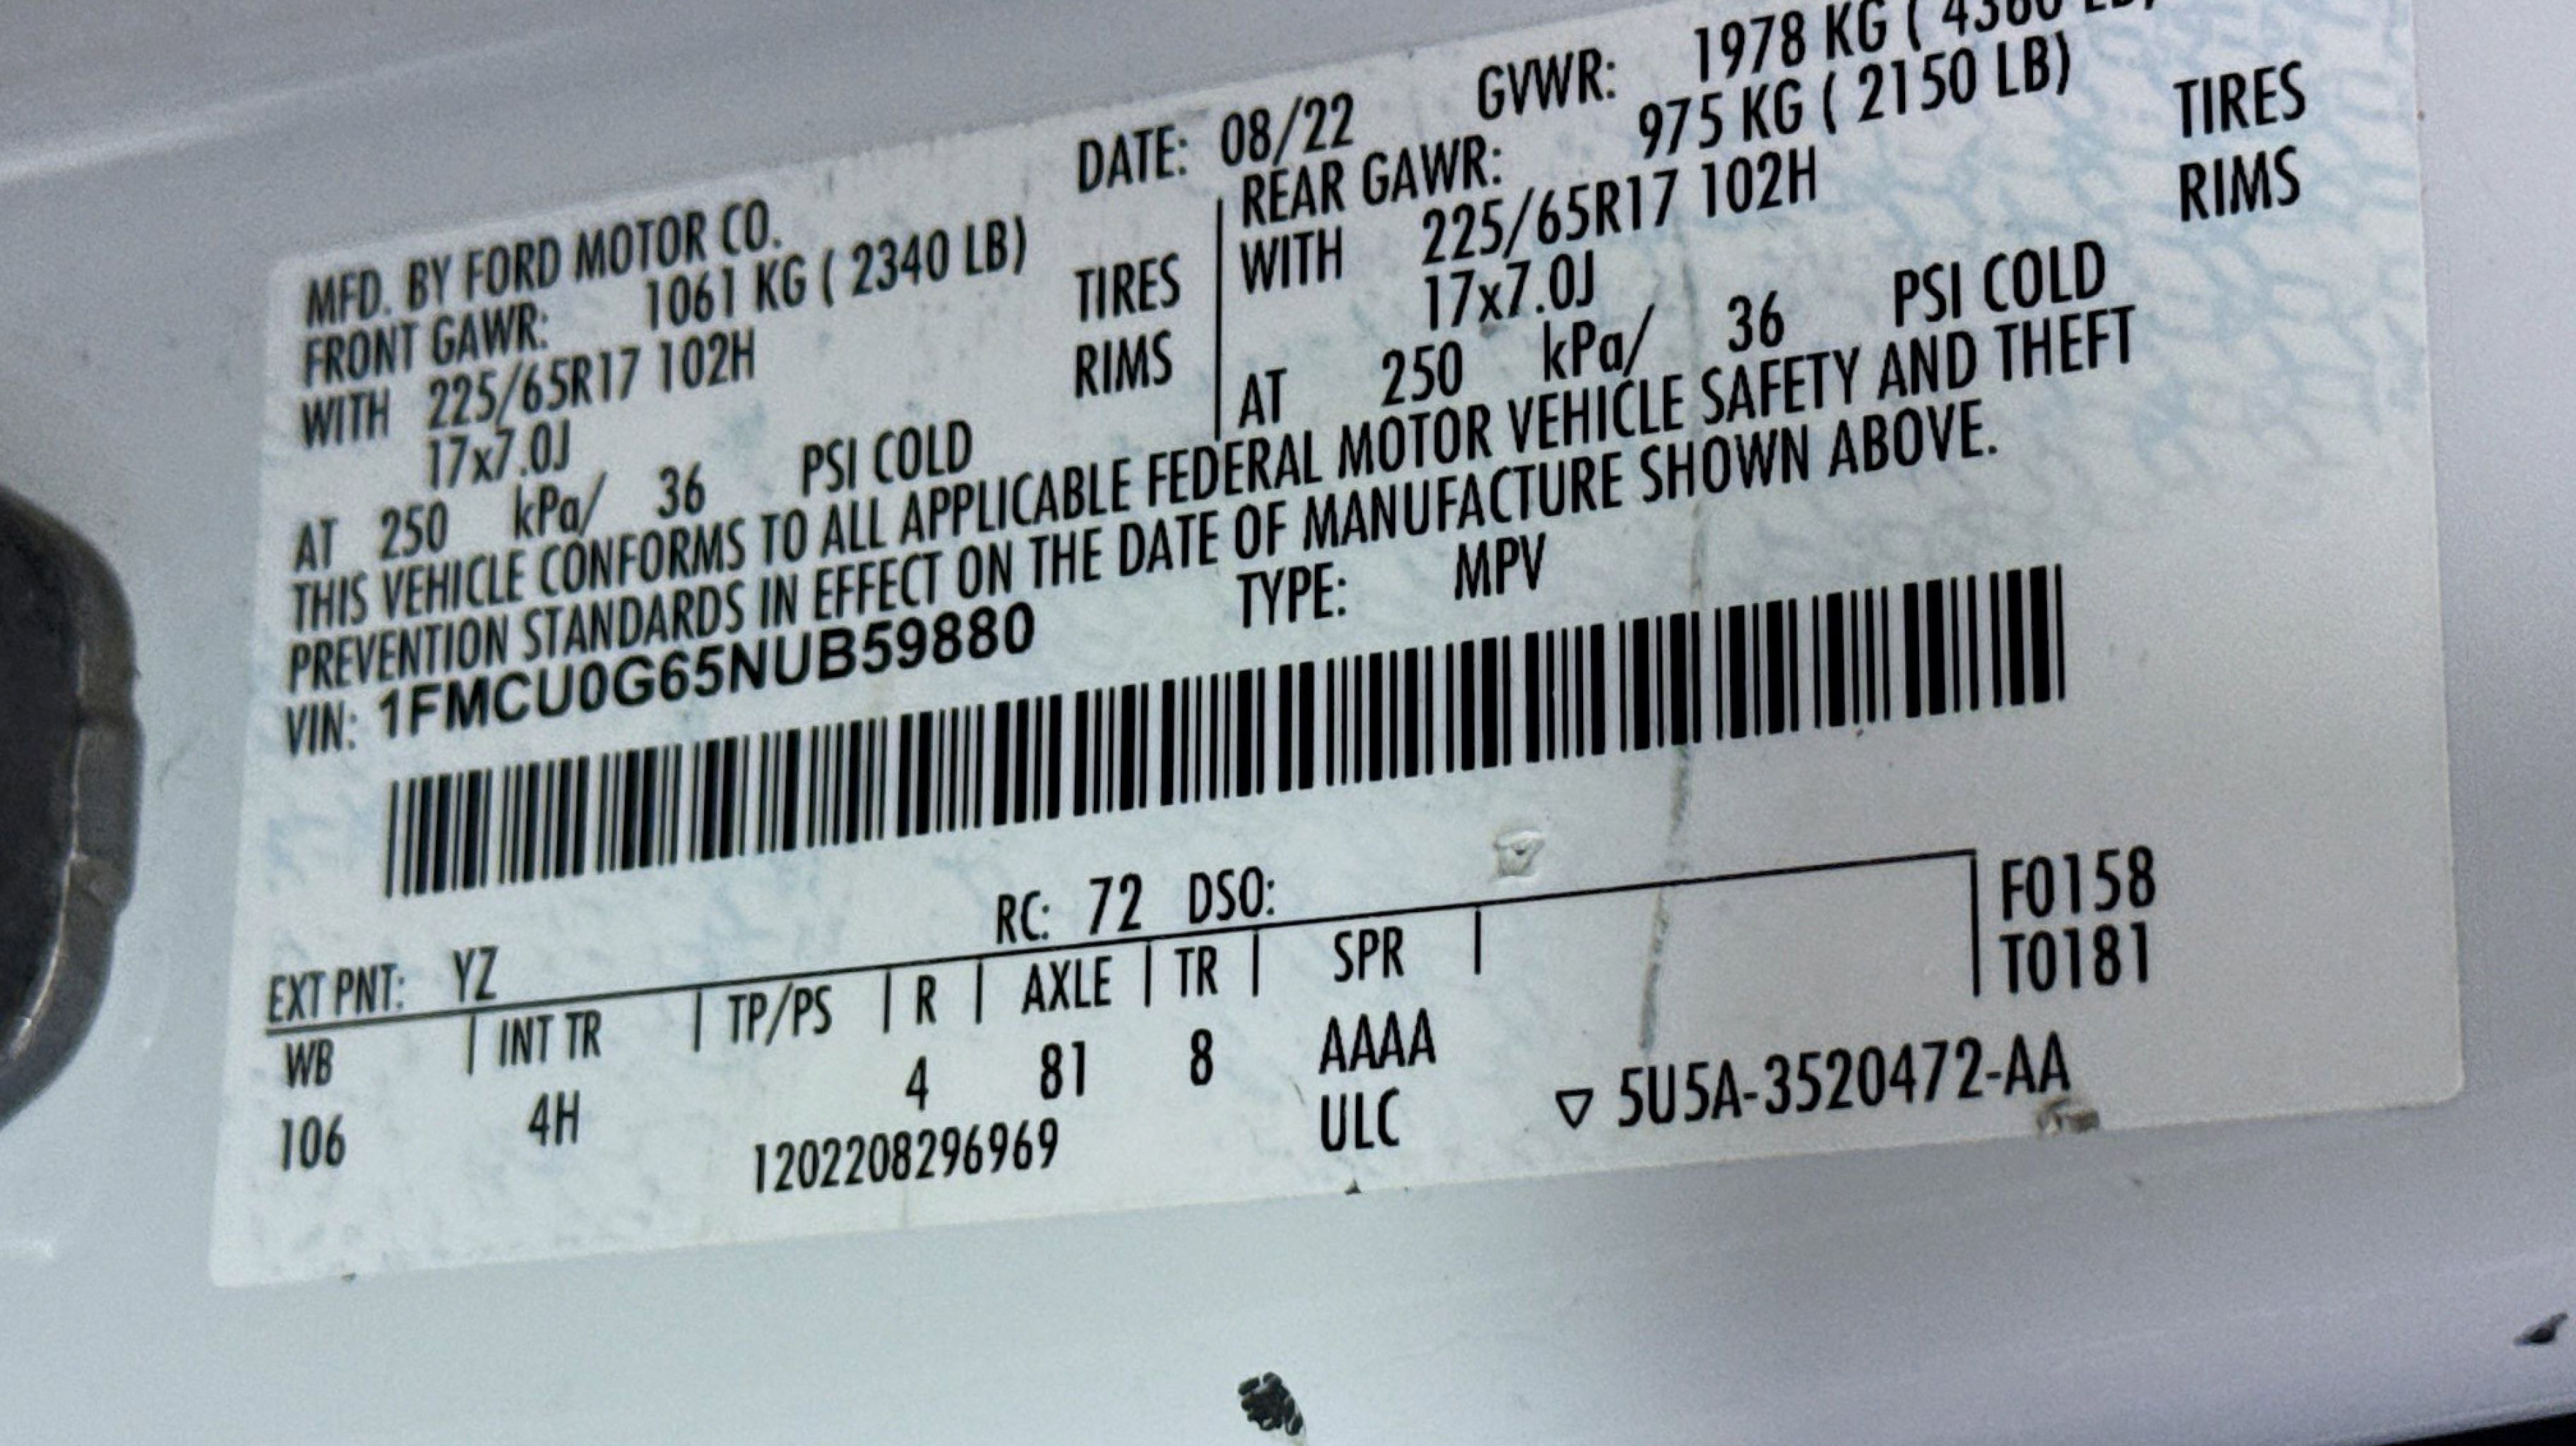 MFD. BY FORD MOTOR CO. DATE: 08/22 GVWR: 1978 KG ( 4360 LB)
FRONT GAWR: 1061 KG ( 2340 LB) REAR GAWR: 975 KG ( 2150 LB)
WITH 225/65R17 102H TIRES WITH 225/65R17 102H TIRES
17x7.0J RIMS 17x7.0J RIMS
AT 250 kPa/ 36 PSI COLD AT 250 kPa/ 36 PSI COLD
THIS VEHICLE CONFORMS TO ALL APPLICABLE FEDERAL MOTOR VEHICLE SAFETY AND THEFT
PREVENTION STANDARDS IN EFFECT ON THE DATE OF MANUFACTURE SHOWN ABOVE.
VIN: 1FMCU0G65NUB59880 TYPE: MPV
EXT PNT: YZ RC: 72 DSO:
WB | INT TR | TP/PS | R | AXLE | TR | SPR | F0158
106 4H 4 81 8 AAAA T0181
1202208296969 ULC ▽ 5U5A-3520472-AA